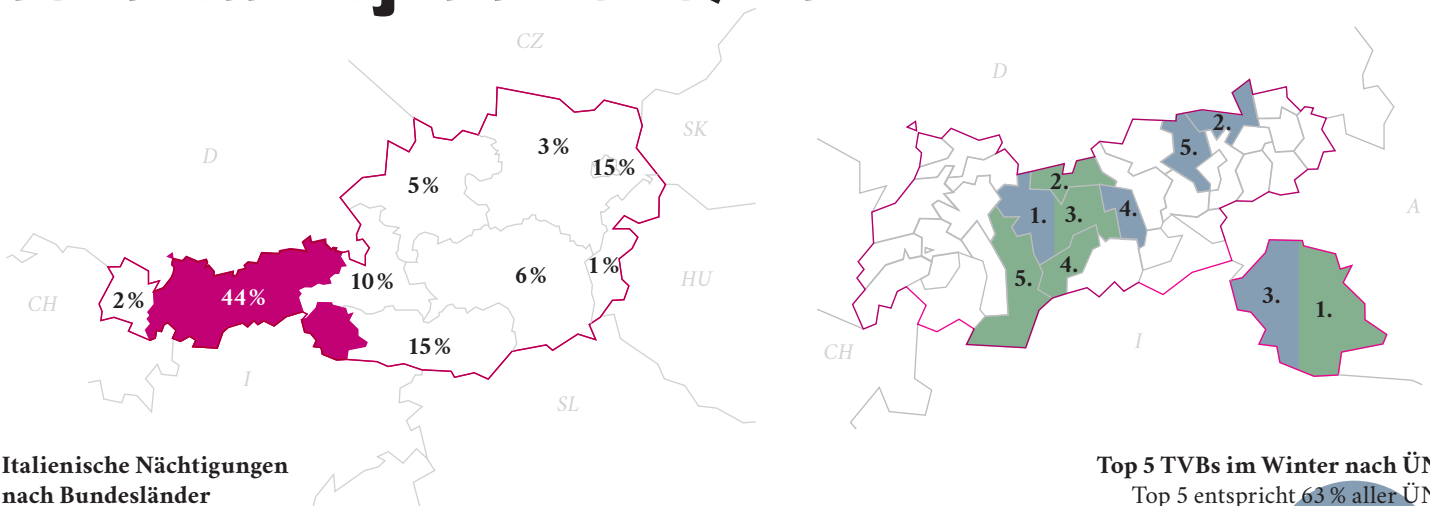 CZ
D
SK
3 %
15 %
5 %
6 %
1 %
10 %
HU
CH
2 %
44 %
15 %
I
SL
Italienische Nächtigungen
nach Bundesländer
D
2.
5.
2.
1.
3.
4.
A
4.
5.
3.
1.
CH
I
Top 5 TVBs im Winter nach ÜN
Top 5 entspricht 63 % aller ÜN